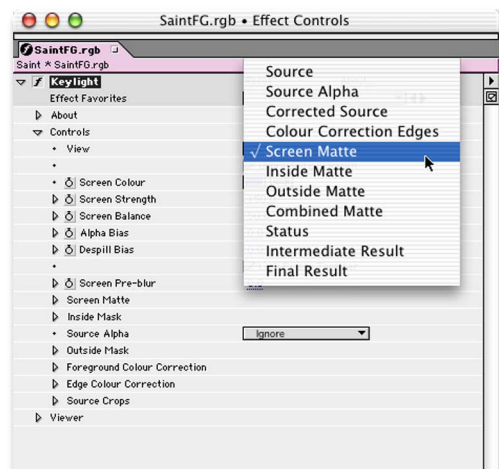 SaintFG.rgb • Effect Controls
SaintFG.rgb
Saint * SaintFG.rgb
Keylight
Effect Favorites
About
Controls
View
Screen Colour
Screen Strength
Screen Balance
Alpha Bias
Despill Bias
Screen Pre-blur
Screen Matte
Inside Mask
Source Alpha Ignore
Outside Mask
Foreground Colour Correction
Edge Colour Correction
Source Crops
Viewer
Source
Source Alpha
Corrected Source
Colour Correction Edges
√ Screen Matte
Inside Matte
Outside Matte
Combined Matte
Status
Intermediate Result
Final Result